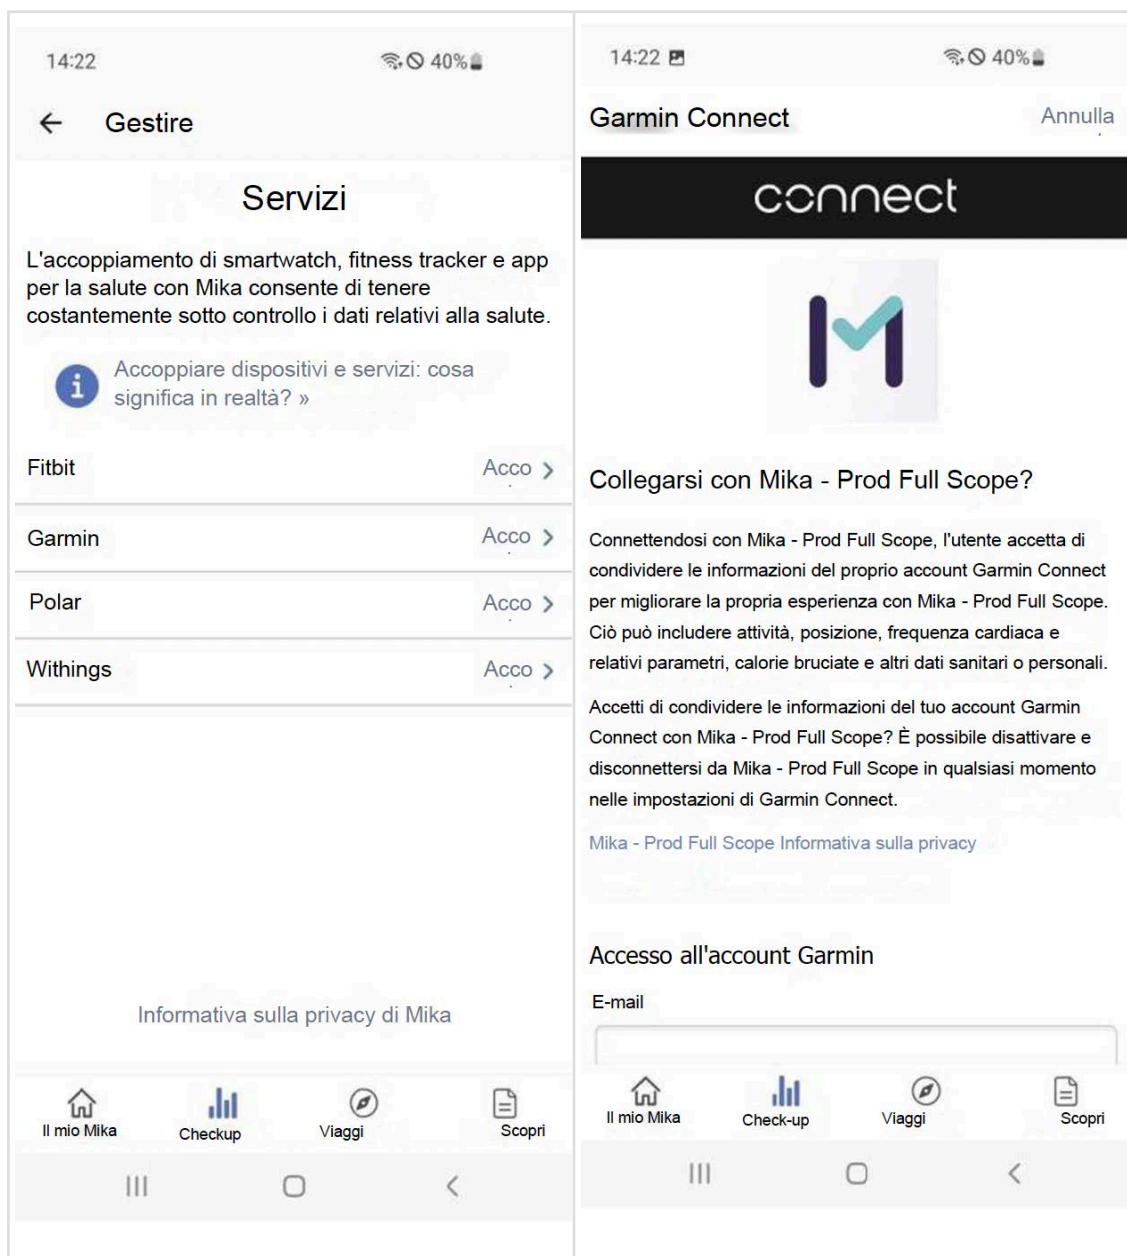 14:22
40%
Gestire
Servizi
L'accoppiamento di smartwatch, fitness tracker e app
per la salute con Mika consente di tenere
costantemente sotto controllo i dati relativi alla salute.
Accoppiare dispositivi e servizi: cosa
significa in realtà? »
Fitbit Acco
Garmin Acco
Polar Acco
Withings Acco
Informativa sulla privacy di Mika
Il mio Mika Checkup Viaggi Scopri
14:22
40%
Garmin Connect Annulla
connect
Collegarsi con Mika - Prod Full Scope?
Connettendosi con Mika - Prod Full Scope, l'utente accetta di
condividere le informazioni del proprio account Garmin Connect
per migliorare la propria esperienza con Mika - Prod Full Scope.
Ciò può includere attività, posizione, frequenza cardiaca e
relativi parametri, calorie bruciate e altri dati sanitari o personali.
Accetti di condividere le informazioni del tuo account Garmin
Connect con Mika - Prod Full Scope? È possibile disattivare e
disconnettersi da Mika - Prod Full Scope in qualsiasi momento
nelle impostazioni di Garmin Connect.
Mika - Prod Full Scope Informativa sulla privacy
Accesso all'account Garmin
E-mail
Il mio Mika Check-up Viaggi Scopri